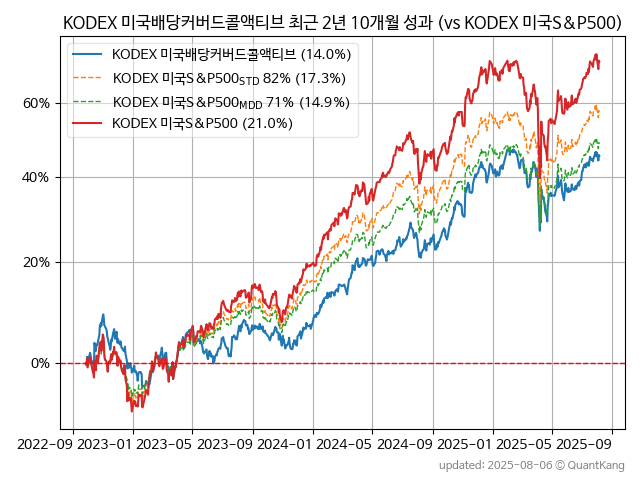 KODEX 미국배당커버드콜액티브 최근 2년 10개월 성과 (vs KODEX 미국S&P500)
KODEX 미국배당커버드콜액티브 (14.0%)
KODEX 미국S&P500STD 82% (17.3%)
KODEX 미국S&P500MDD 71% (14.9%)
KODEX 미국S&P500 (21.0%)
60%
40%
20%
0%
2022-09 2023-01 2023-05 2023-09 2024-01 2024-05 2024-09 2025-01 2025-05 2025-09
updated: 2025-08-06 © QuantKang